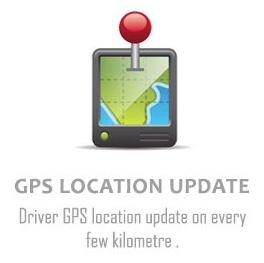 GPS LOCATION UPDATE
Driver GPS location update on every
few kilometre .